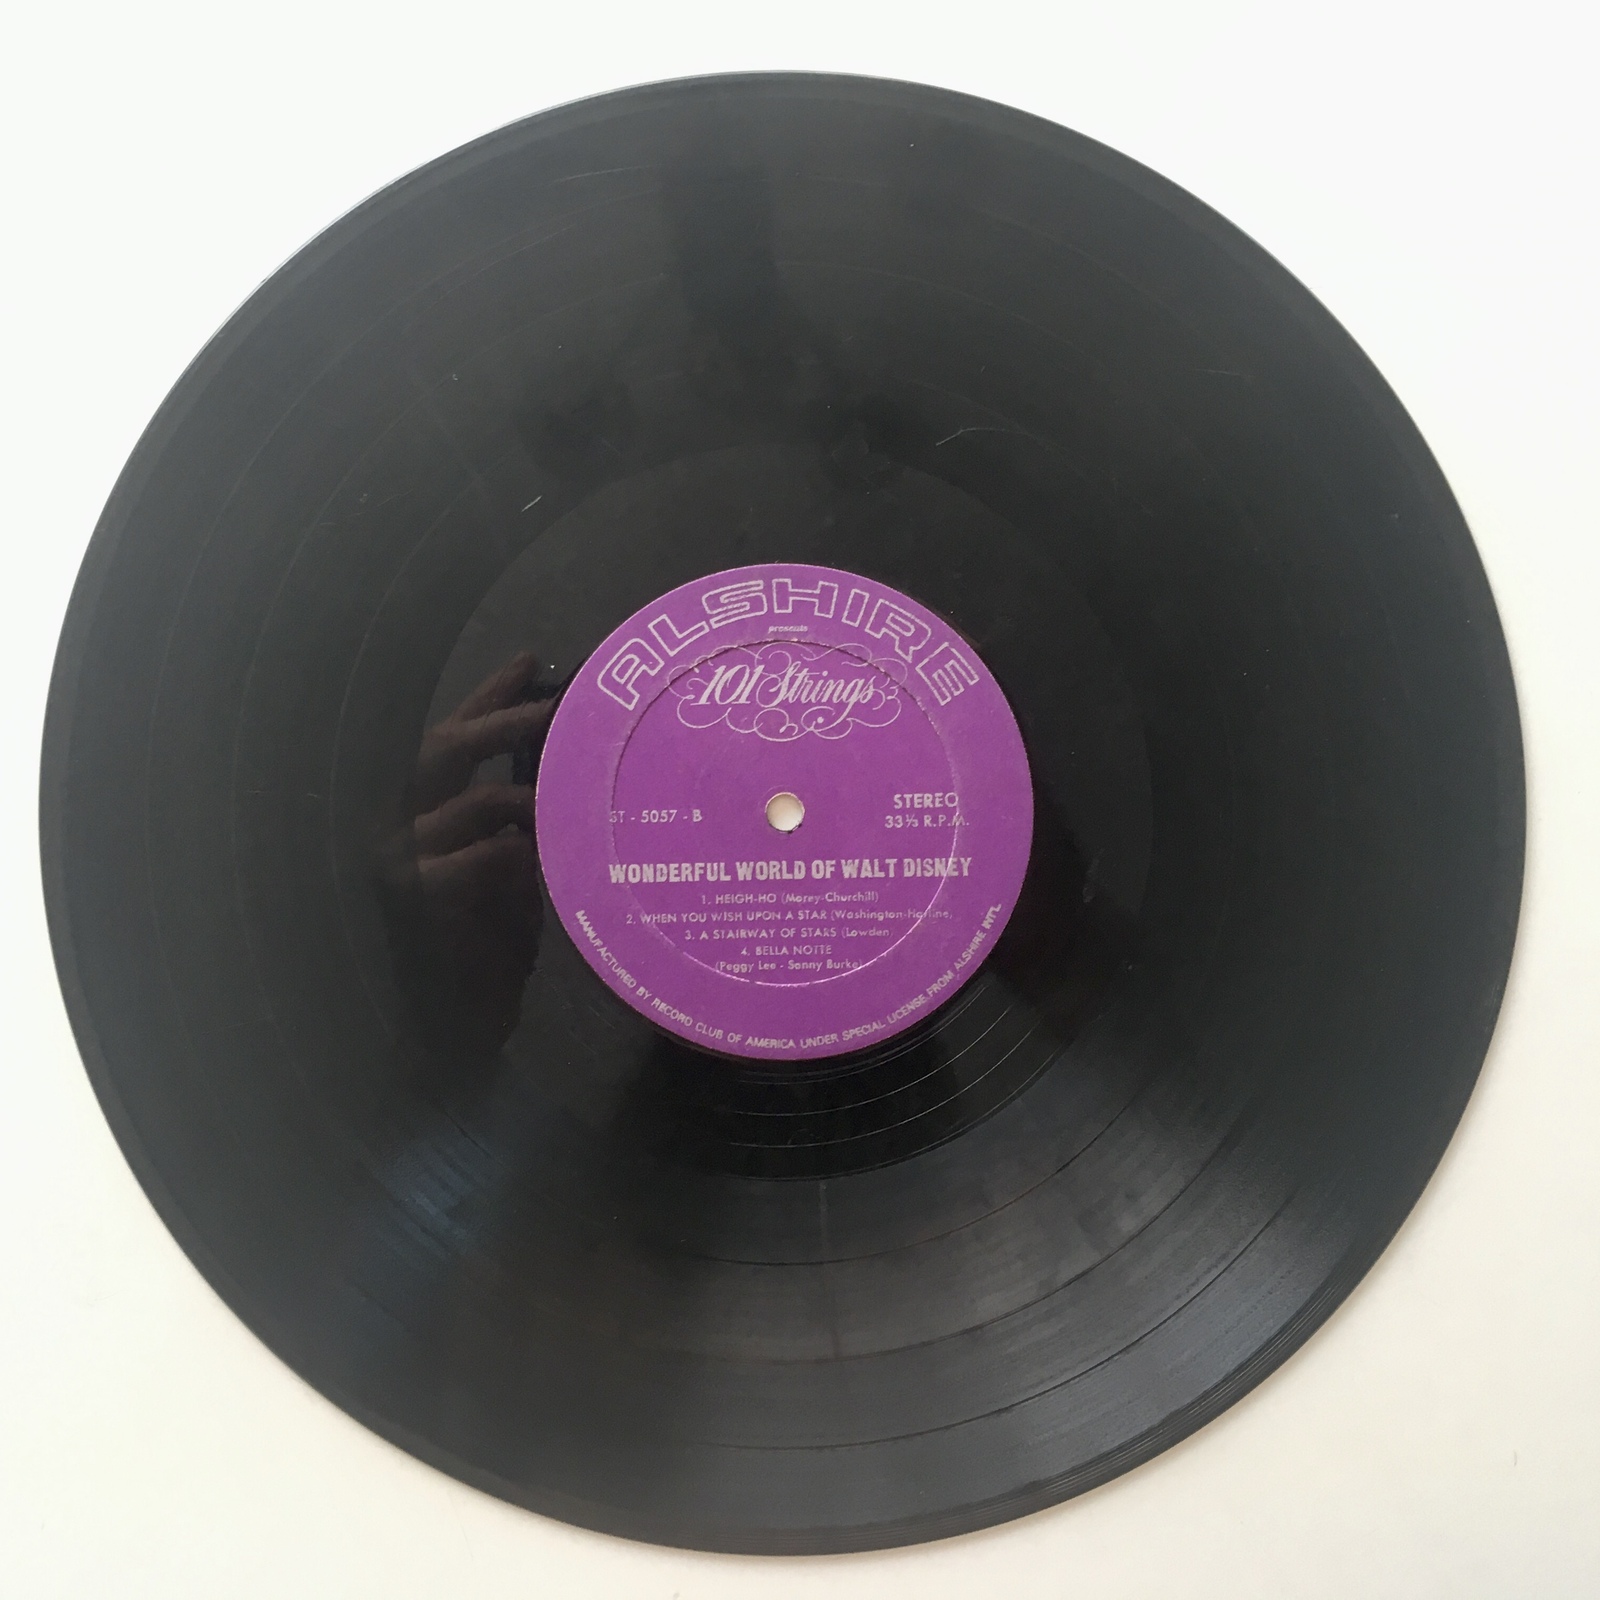 ALSHIRE
presents
101 Strings
ST - 5057 - B
STEREO
33⅓ R.P.M.
WONDERFUL WORLD OF WALT DISNEY
1. HEIGH-HO (Morey-Churchill)
2. WHEN YOU WISH UPON A STAR (Washington-Harline)
3. A STAIRWAY OF STARS (Lowden)
4. BELLA NOTTE
(Peggy Lee - Sonny Burke)
MANUFACTURED BY RECORD CLUB OF AMERICA UNDER SPECIAL LICENSE FROM ALSHIRE INT'L